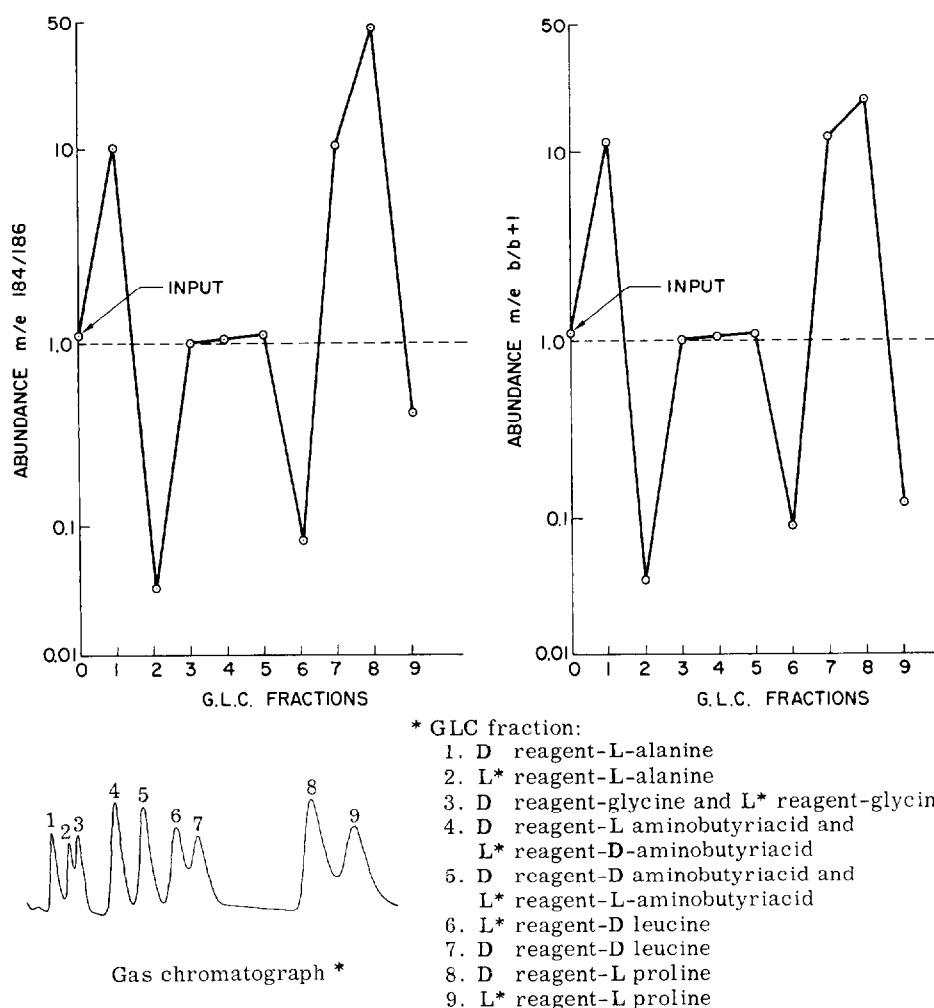 50
10
1.0
0.1
0.01
ABUNDANCE m/e 184/186
INPUT
0 1 2 3 4 5 6 7 8 9
G.L.C. FRACTIONS
50
10
1.0
0.1
0.01
ABUNDANCE m/e b/b+1
INPUT
0 1 2 3 4 5 6 7 8 9
G.L.C. FRACTIONS
1 2 3 4 5 6 7 8 9
Gas chromatograph *
* GLC fraction:
1. D reagent-L-alanine
2. L* reagent-L-alanine
3. D reagent-glycine and L* reagent-glycin
4. D reagent-L aminobutyriacid and
L* reagent-D-aminobutyriacid
5. D reagent-D aminobutyriacid and
L* reagent-L-aminobutyriacid
6. L* reagent-D leucine
7. D reagent-D leucine
8. D reagent-L proline
9. L* reagent-L proline